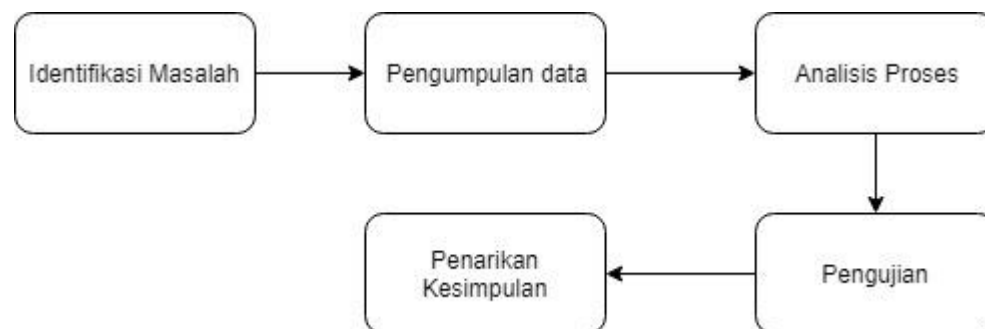 Identifikasi Masalah
Pengumpulan data
Analisis Proses
Pengujian
Penarikan
Kesimpulan